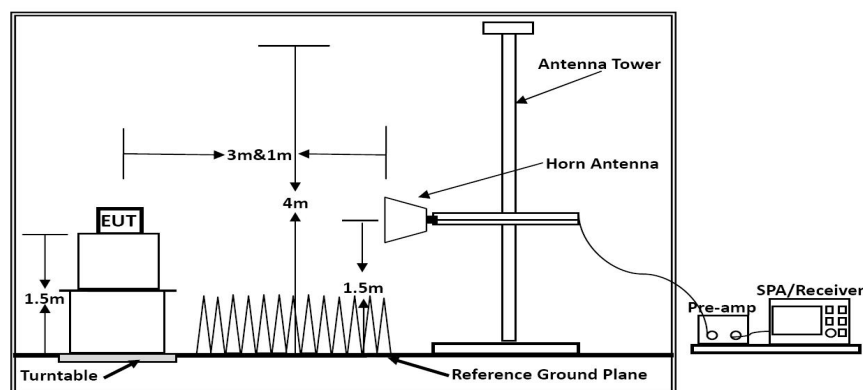 Antenna Tower
3m&1m
Horn Antenna
4m
EUT
1.5m
1.5m
SPA/Receiver
Pre-amp
Turntable
Reference Ground Plane